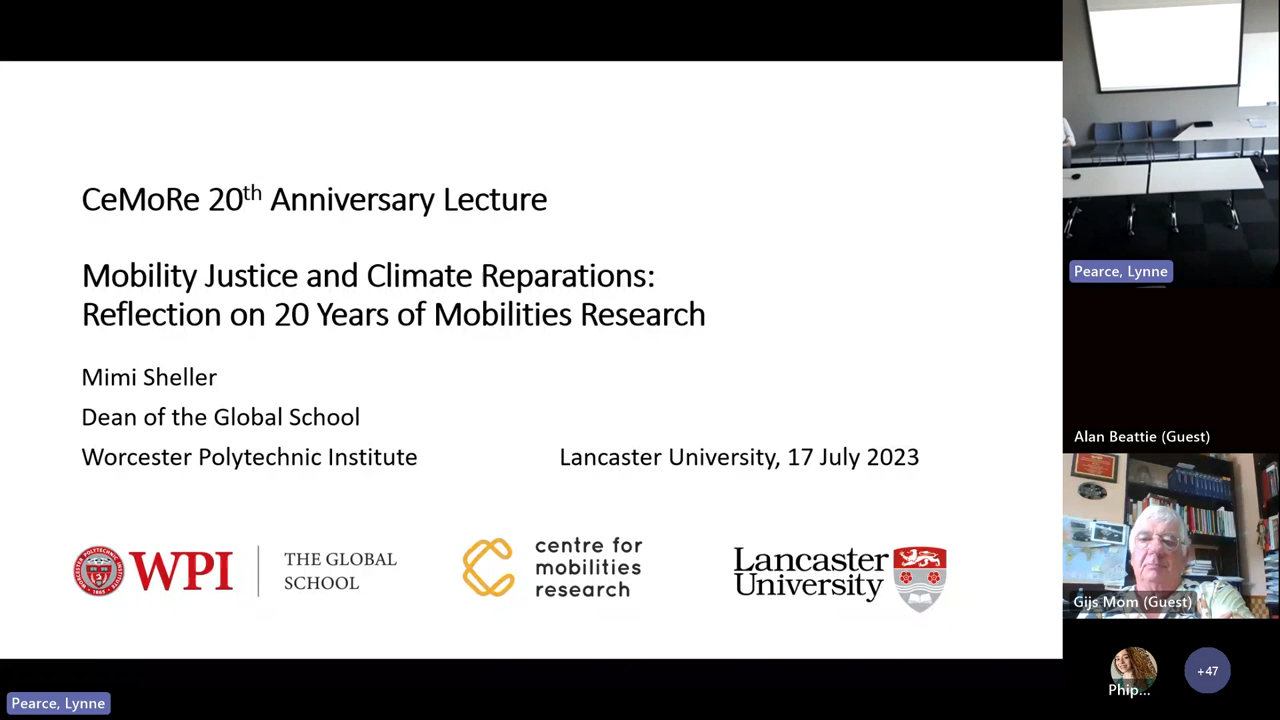 CeMoRe 20th Anniversary Lecture
Mobility Justice and Climate Reparations:
Reflection on 20 Years of Mobilities Research
Mimi Sheller
Dean of the Global School
Worcester Polytechnic Institute
Lancaster University, 17 July 2023
WPI
THE GLOBAL
SCHOOL
centre for
mobilities
research
Lancaster
University
Pearce, Lynne
Alan Beattie (Guest)
Gijs Mom (Guest)
Phip...
+47
Pearce, Lynne